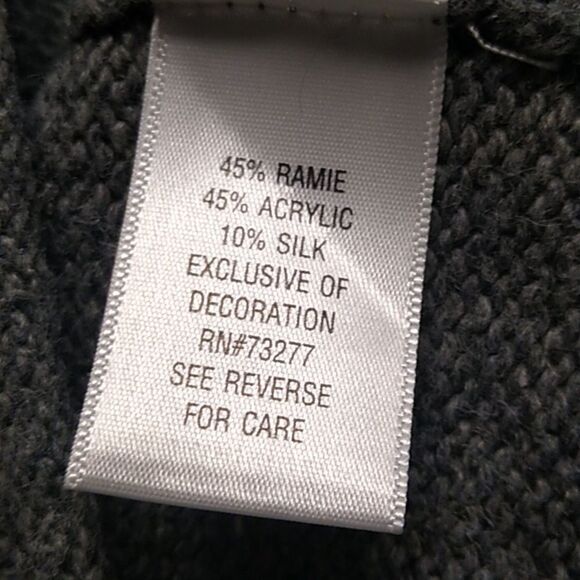 45% RAMIE
45% ACRYLIC
10% SILK
EXCLUSIVE OF
DECORATION
RN#73277
SEE REVERSE
FOR CARE